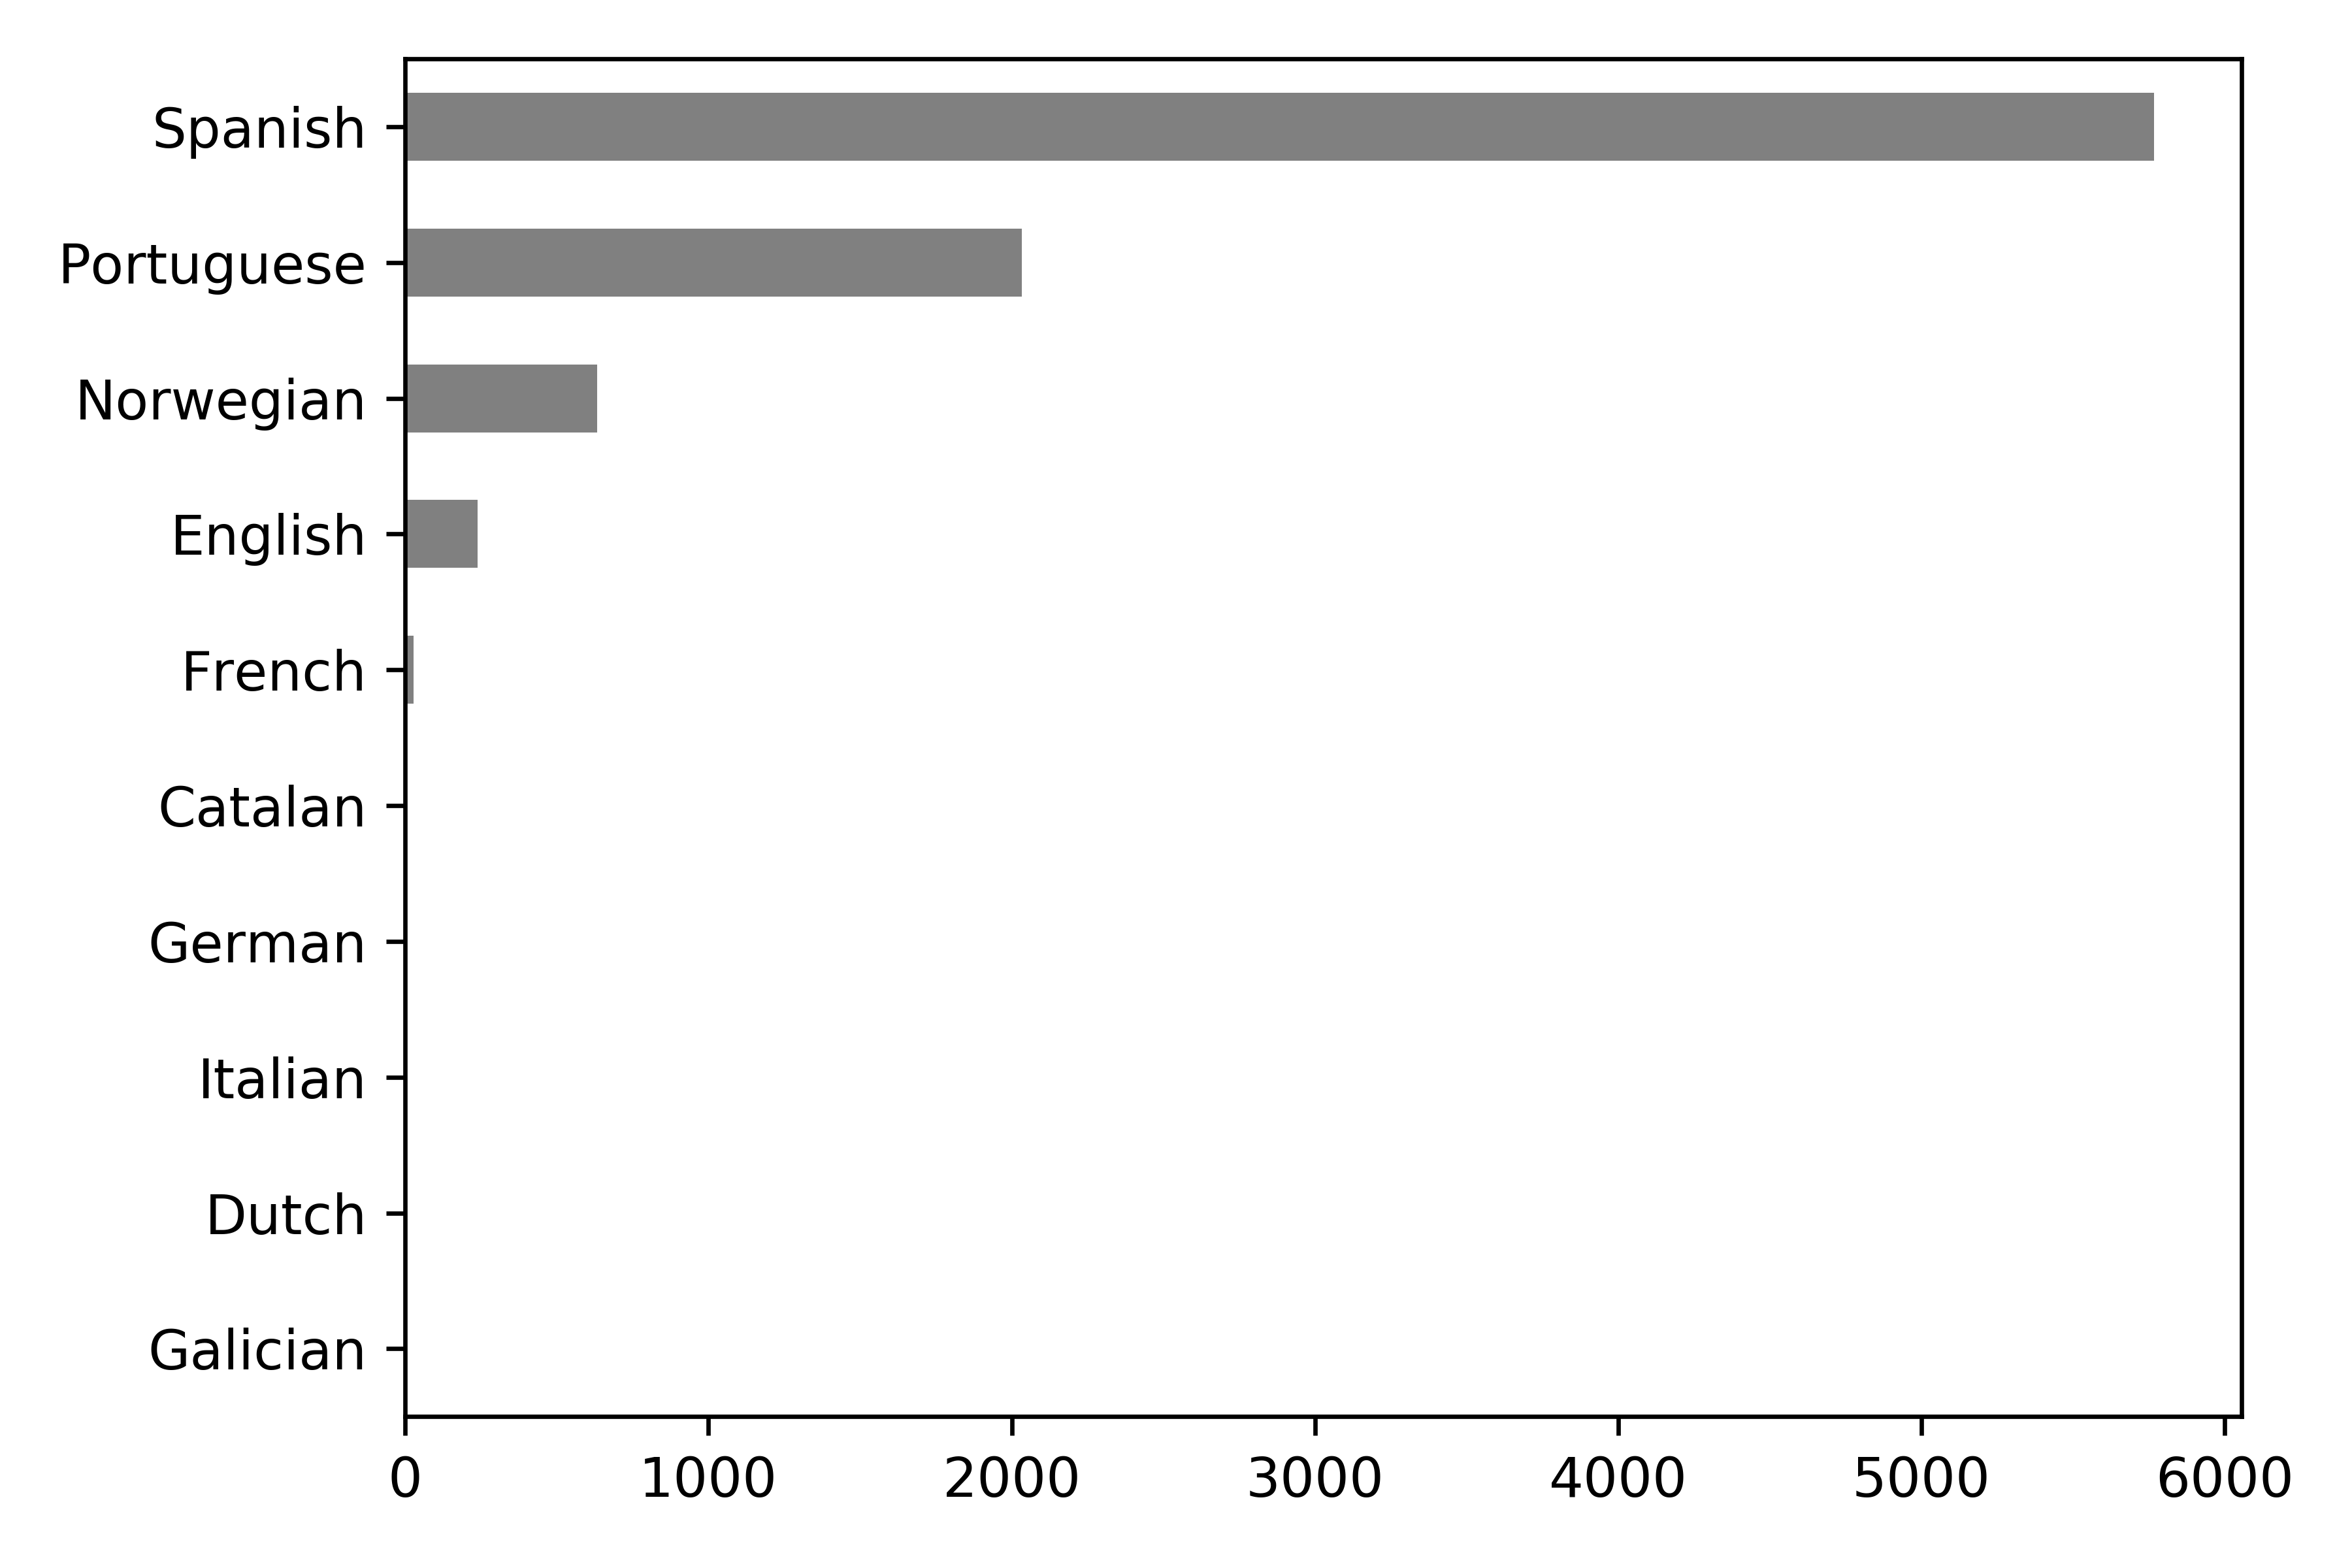 Spanish
Portuguese
Norwegian
English
French
Catalan
German
Italian
Dutch
Galician
0 1000 2000 3000 4000 5000 6000